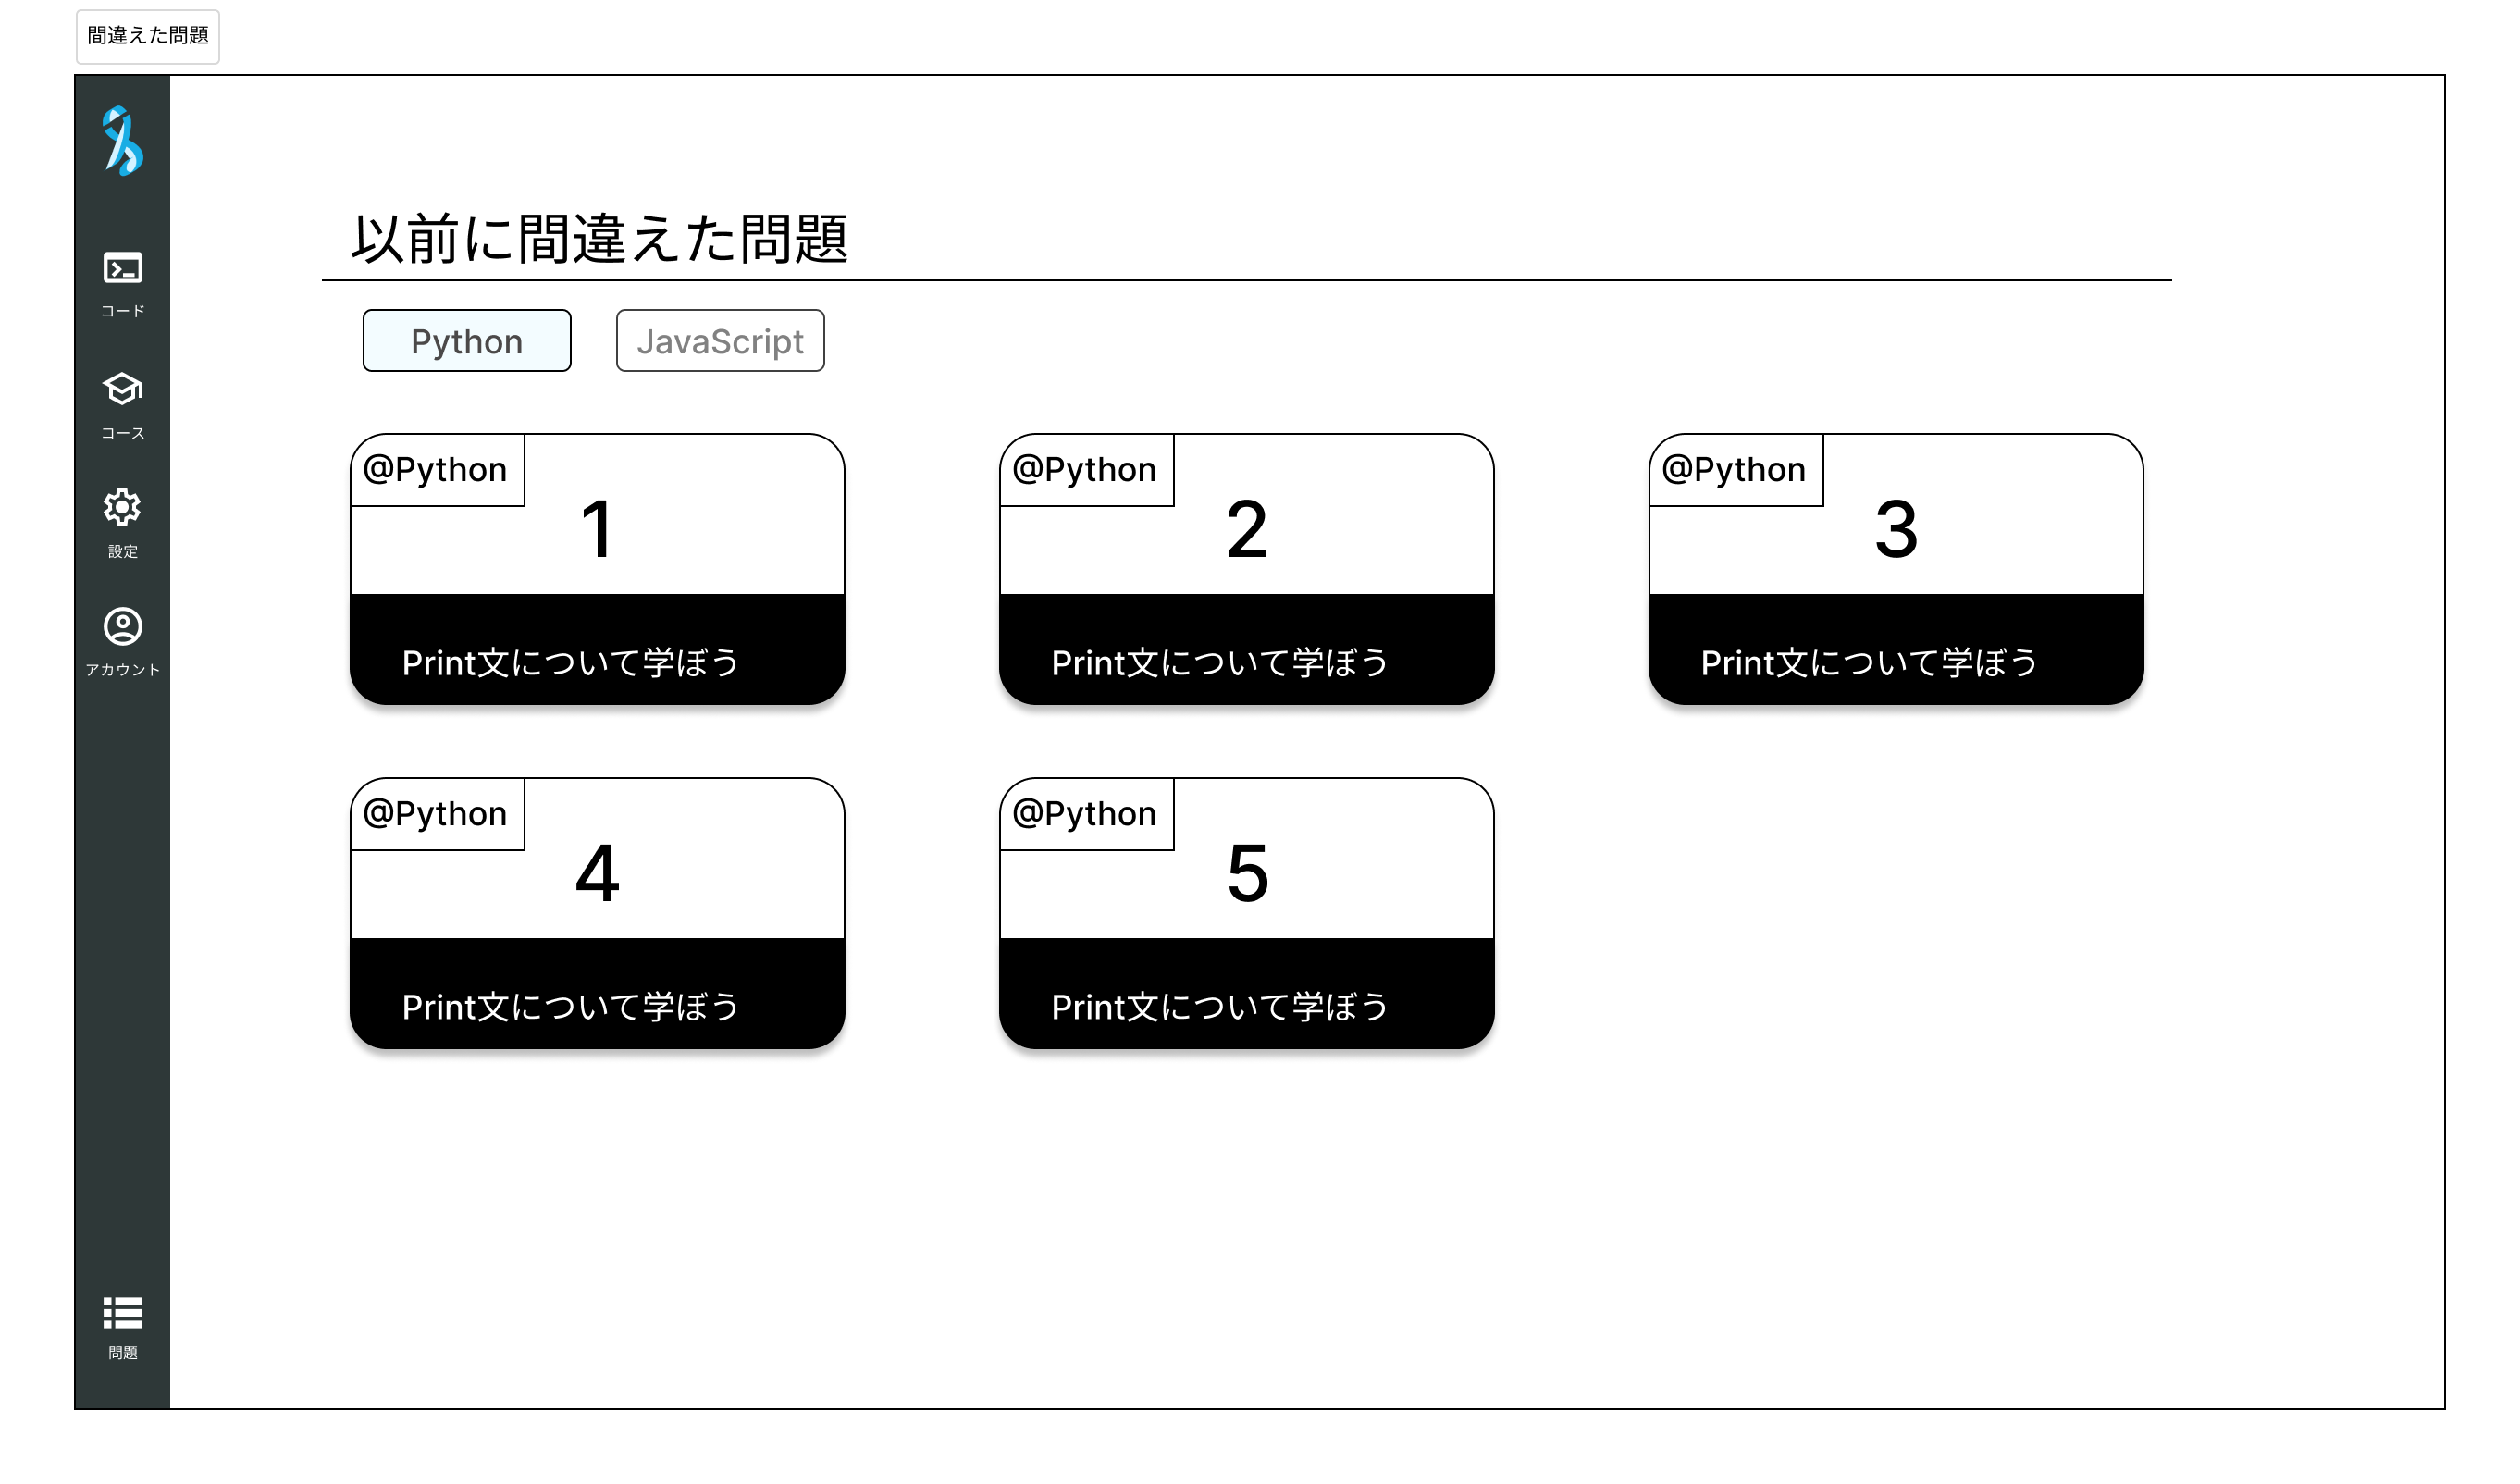 間違えた問題
コード
コース
設定
アカウント
問題
以前に間違えた問題
Python
JavaScript
@Python
1
Print文について学ぼう
@Python
2
Print文について学ぼう
@Python
3
Print文について学ぼう
@Python
4
Print文について学ぼう
@Python
5
Print文について学ぼう